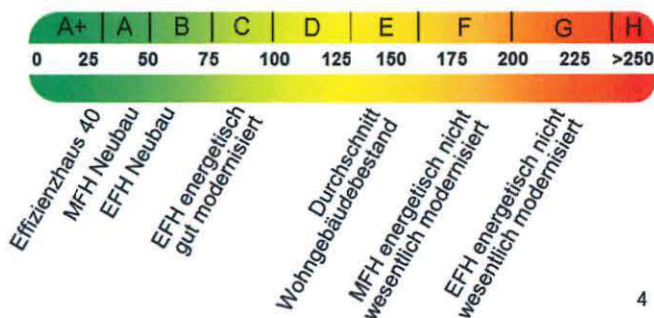 A+ A B C D E F G H
0 25 50 75 100 125 150 175 200 225 >250
Effizienzhaus 40
MFH Neubau
EFH Neubau
EFH energetisch
gut modernisiert
Durchschnitt
Wohngebäudebestand
MFH energetisch nicht
wesentlich modernisiert
EFH energetisch nicht
wesentlich modernisiert
4